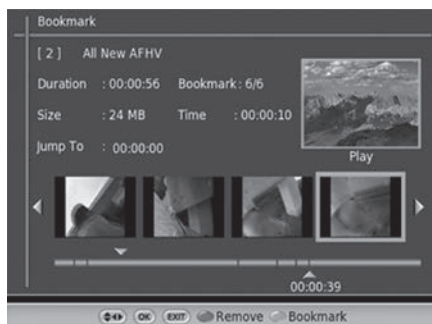 Bookmark
[ 2 ] All New AFHV
Duration : 00:00:56 Bookmark : 6/6
Size : 24 MB Time : 00:00:10
Jump To : 00:00:00
Play
00:00:39
OK EXIT Remove Bookmark